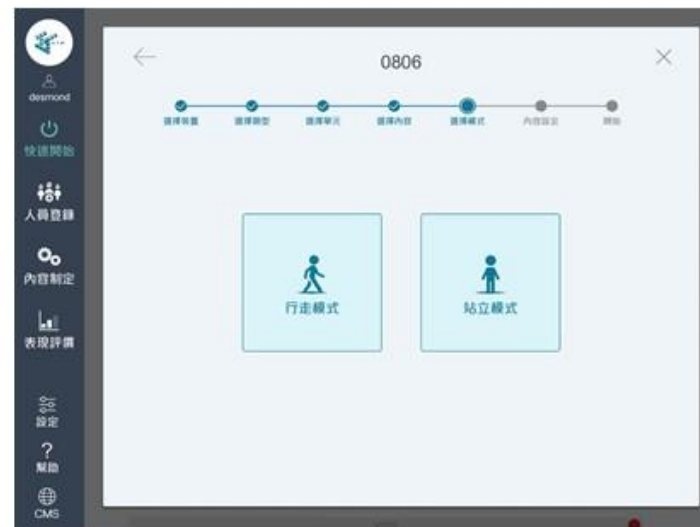 desmond
快速開始
人員登錄
內容制定
表現評價
設定
?
幫助
CMS
0806
選擇裝置
選擇類型
選擇單元
選擇內容
選擇模式
內容設定
開始
行走模式
站立模式